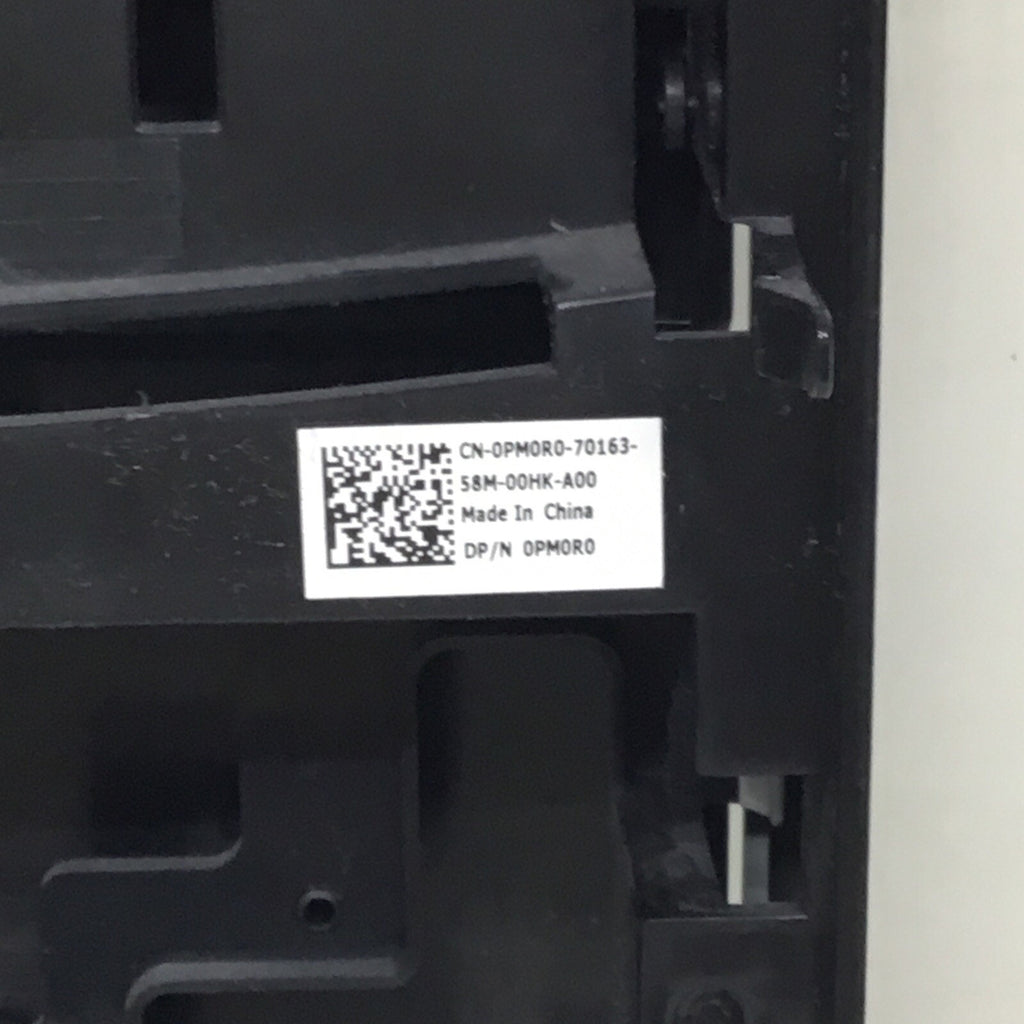 CN-0PM0R0-70163-
58M-00HK-A00
Made In China
DP/N 0PM0R0